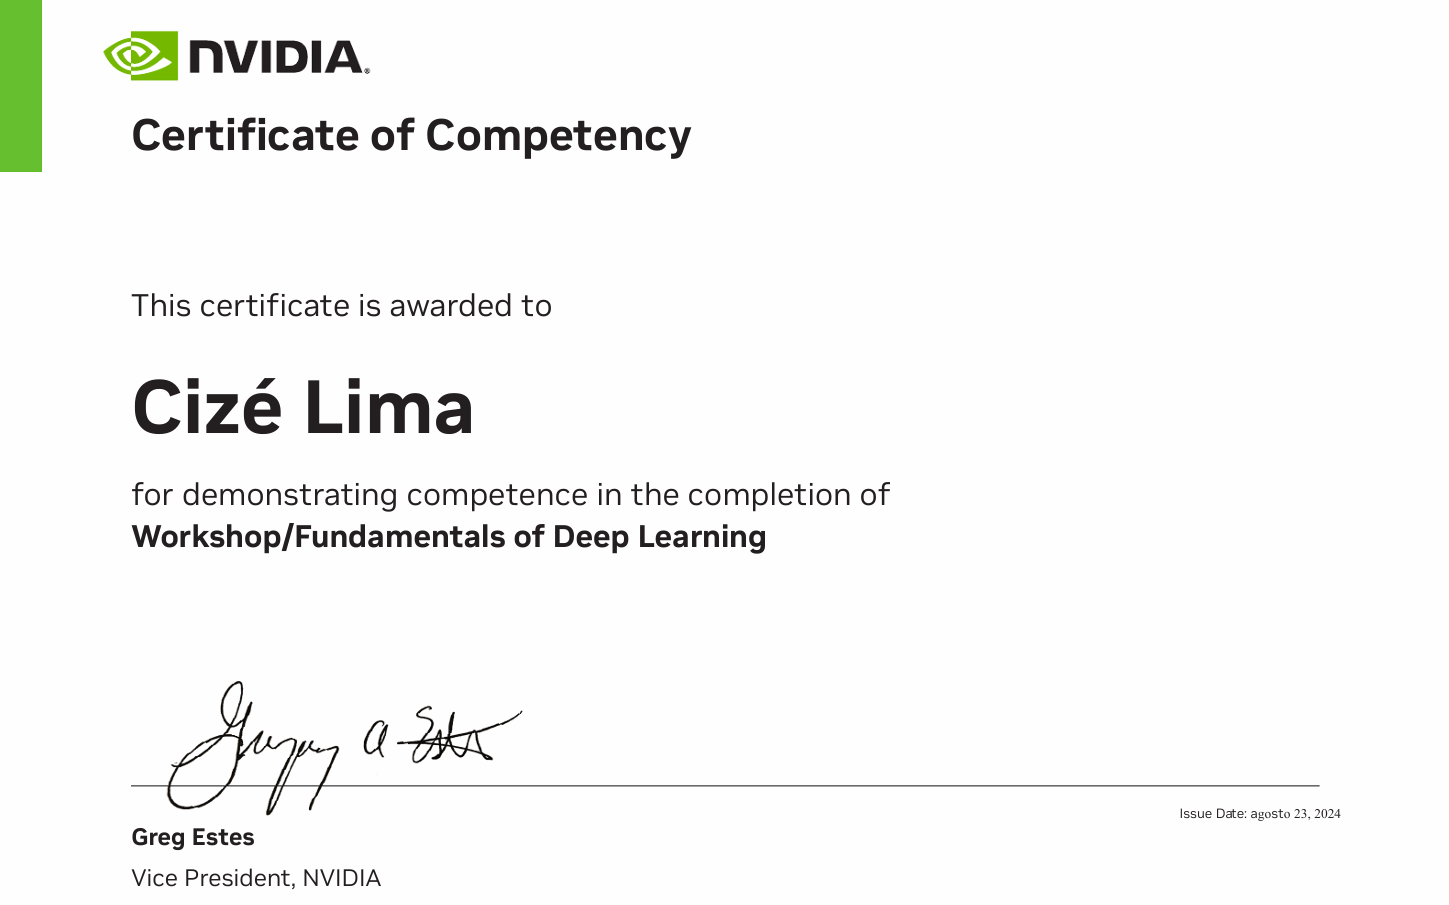 NVIDIA®
Certificate of Competency
This certificate is awarded to
Cizé Lima
for demonstrating competence in the completion of
Workshop/Fundamentals of Deep Learning
Gregory A Estes
Issue Date: agosto 23, 2024
Greg Estes
Vice President, NVIDIA